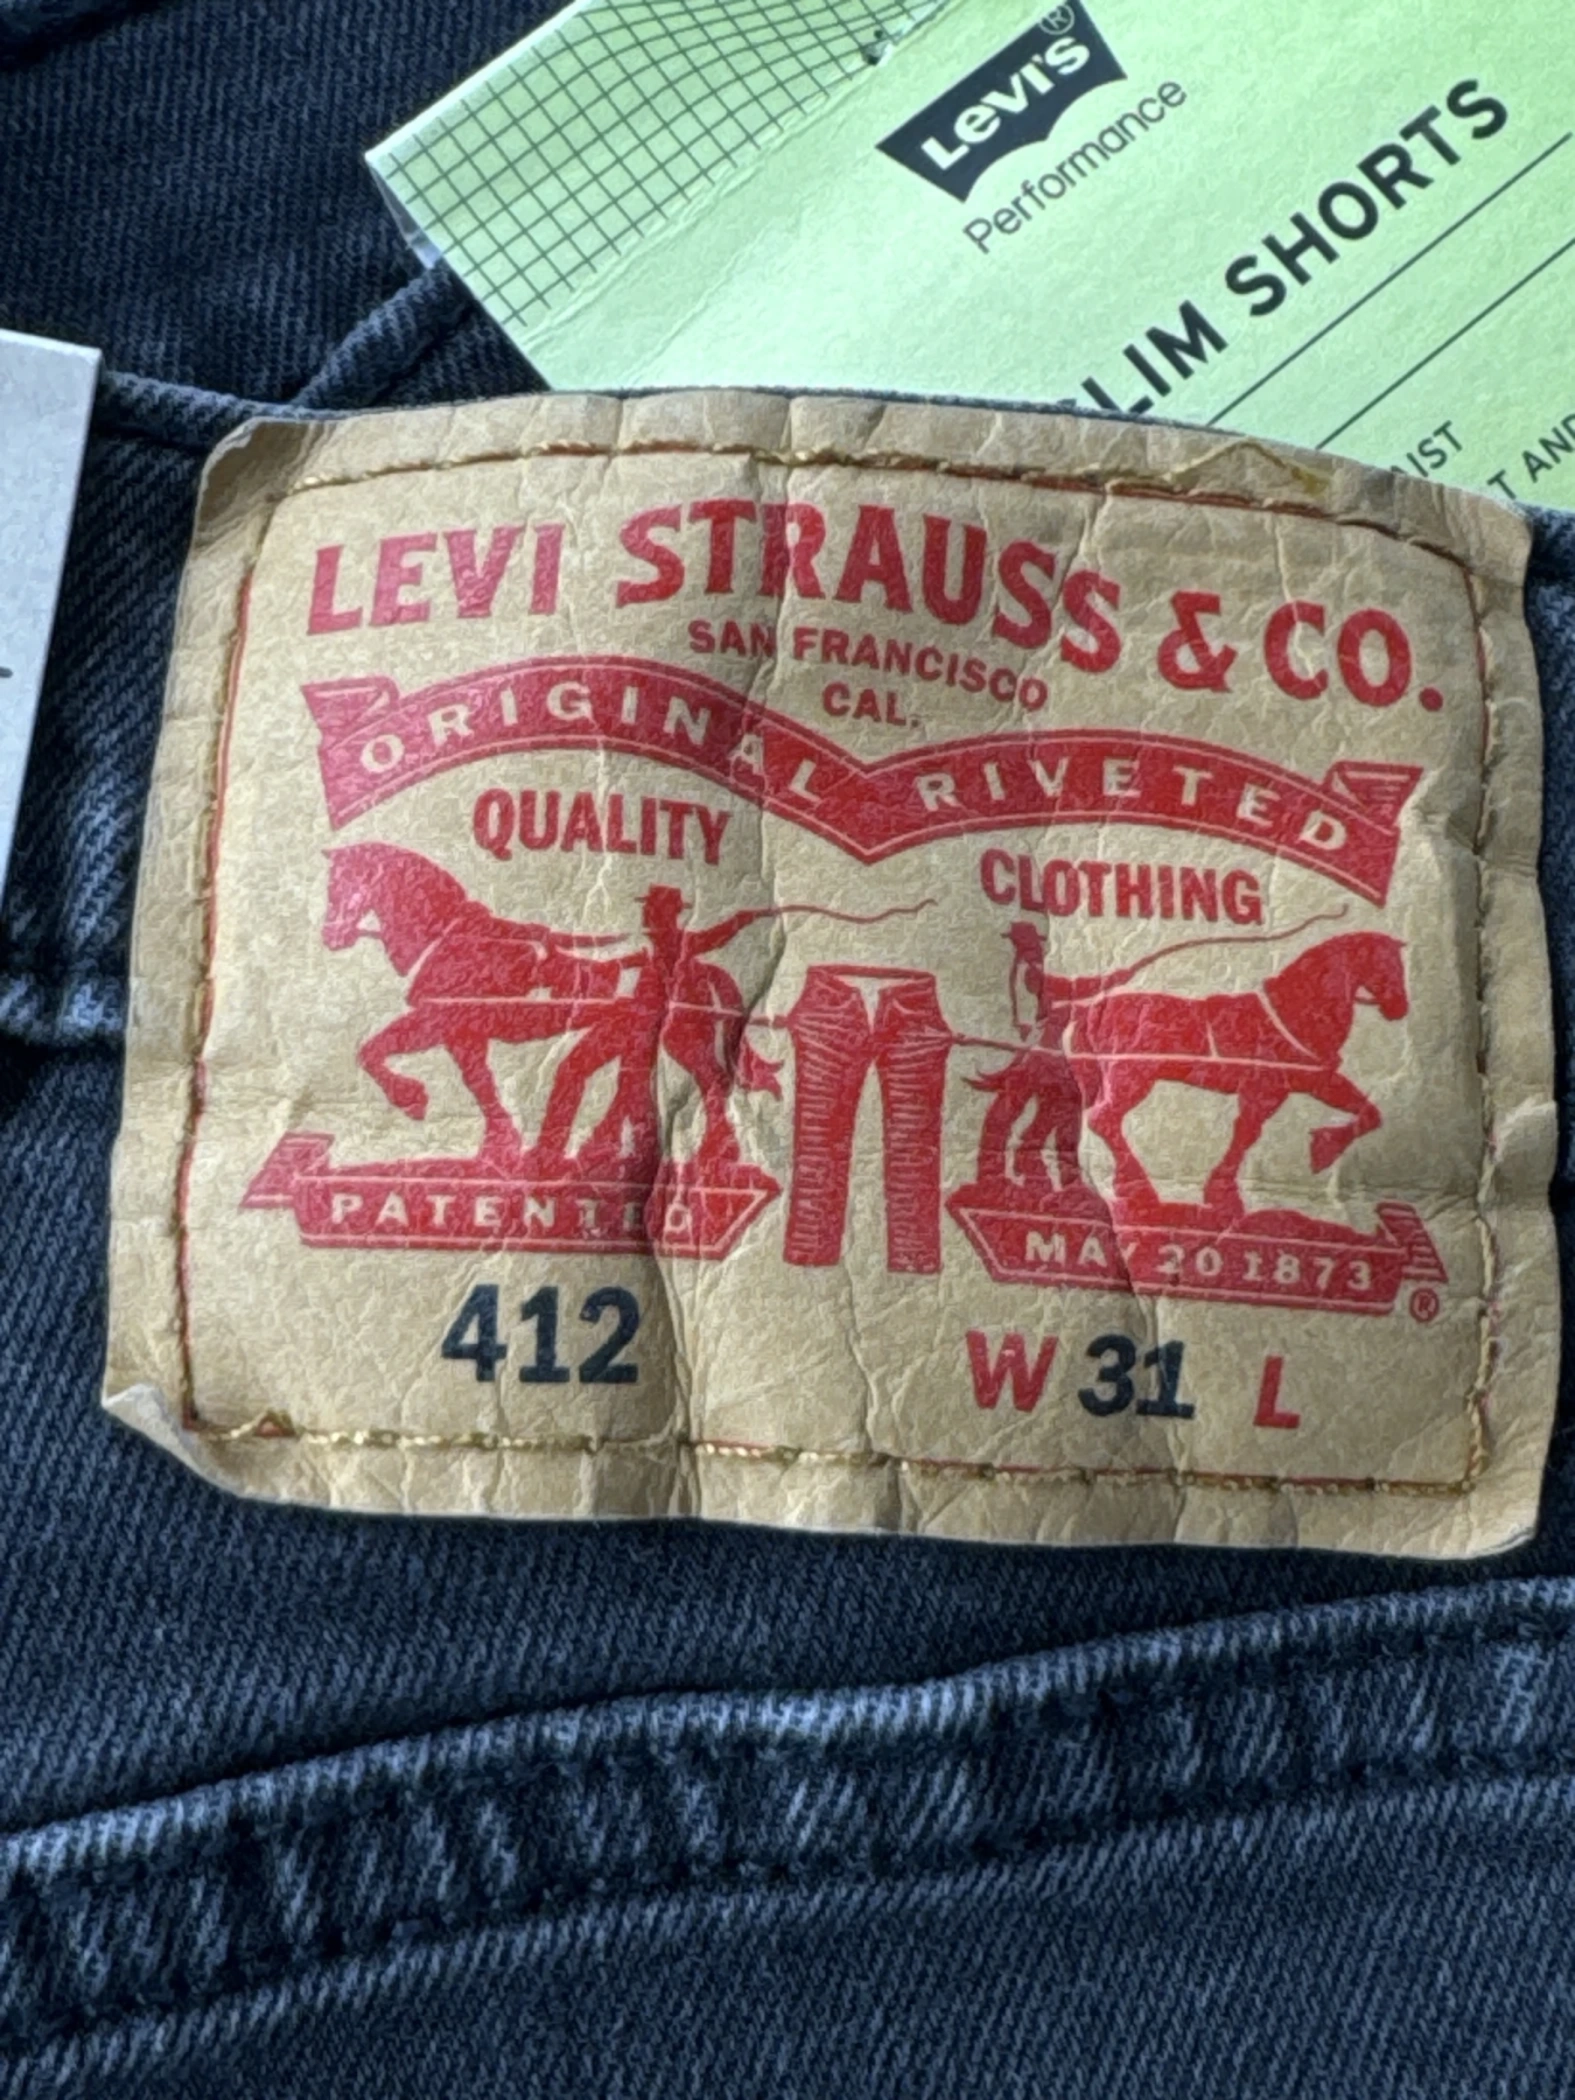 Levi's®
Performance
SLIM SHORTS
LEVI STRAUSS & CO.
SAN FRANCISCO
CAL.
ORIGINAL RIVETED
QUALITY
CLOTHING
PATENTED
MAY 20 1873
®
412
W 31 L